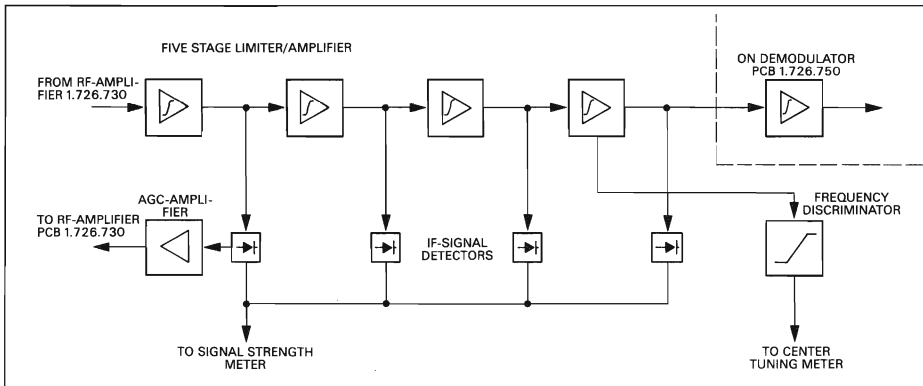 FIVE STAGE LIMITER/AMPLIFIER
ON DEMODULATOR
PCB 1.726.750
FROM RF-AMPLI-
FIER 1.726.730
AGC-AMPLI-
FIER
FREQUENCY
DISCRIMINATOR
TO RF-AMPLIFIER
PCB 1.726.730
IF-SIGNAL
DETECTORS
TO SIGNAL STRENGTH
METER
TO CENTER
TUNING METER